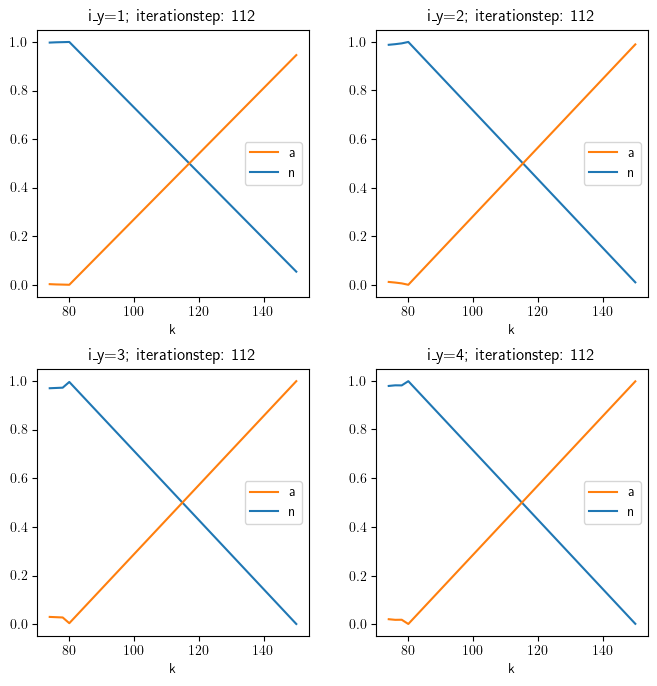 i_y=1; iterationstep: 112
1.0
0.8
0.6
0.4
0.2
0.0
a
n
80 100 120 140
k
i_y=2; iterationstep: 112
1.0
0.8
0.6
0.4
0.2
0.0
a
n
80 100 120 140
k
i_y=3; iterationstep: 112
1.0
0.8
0.6
0.4
0.2
0.0
a
n
80 100 120 140
k
i_y=4; iterationstep: 112
1.0
0.8
0.6
0.4
0.2
0.0
a
n
80 100 120 140
k